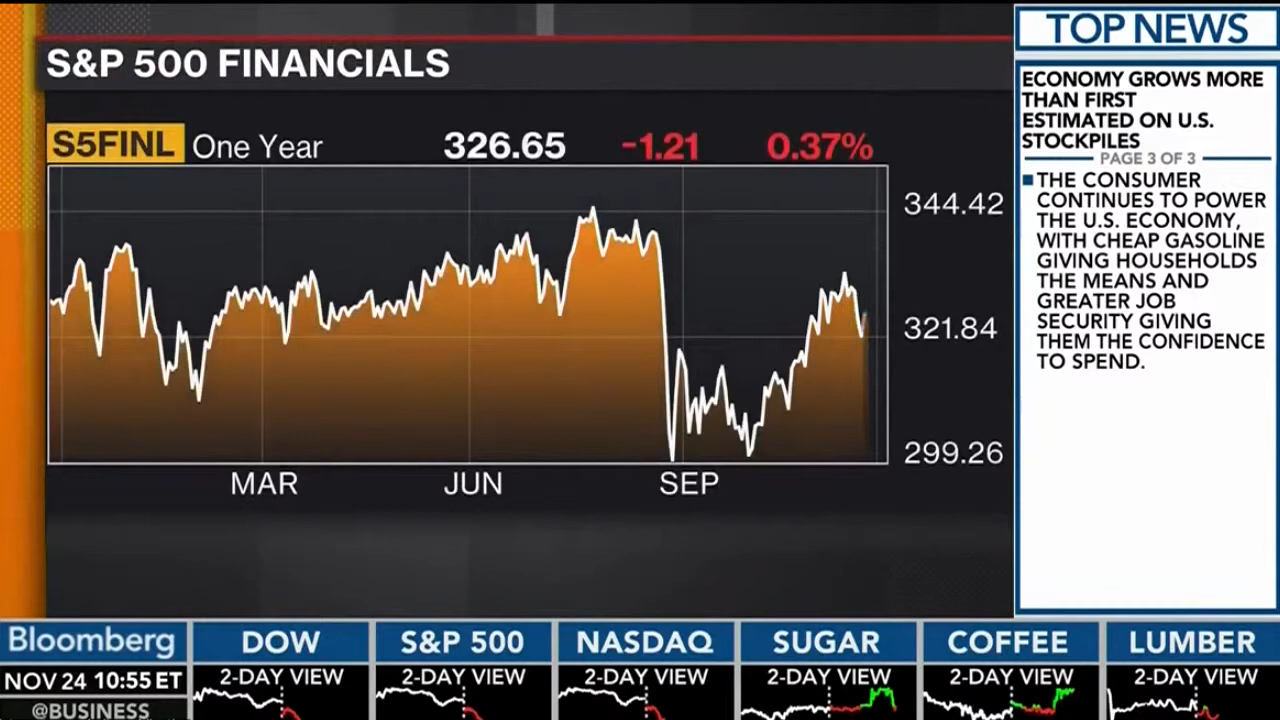 S&P 500 FINANCIALS
S5FINL One Year 326.65 -1.21 0.37%
344.42
321.84
299.26
MAR JUN SEP
TOP NEWS
ECONOMY GROWS MORE
THAN FIRST
ESTIMATED ON U.S.
STOCKPILES
PAGE 3 OF 3
THE CONSUMER
CONTINUES TO POWER
THE U.S. ECONOMY,
WITH CHEAP GASOLINE
GIVING HOUSEHOLDS
THE MEANS AND
GREATER JOB
SECURITY GIVING
THEM THE CONFIDENCE
TO SPEND.
Bloomberg DOW S&P 500 NASDAQ SUGAR COFFEE LUMBER
NOV 24 10:55 ET 2-DAY VIEW 2-DAY VIEW 2-DAY VIEW 2-DAY VIEW 2-DAY VIEW 2-DAY VIEW
@BUSINESS